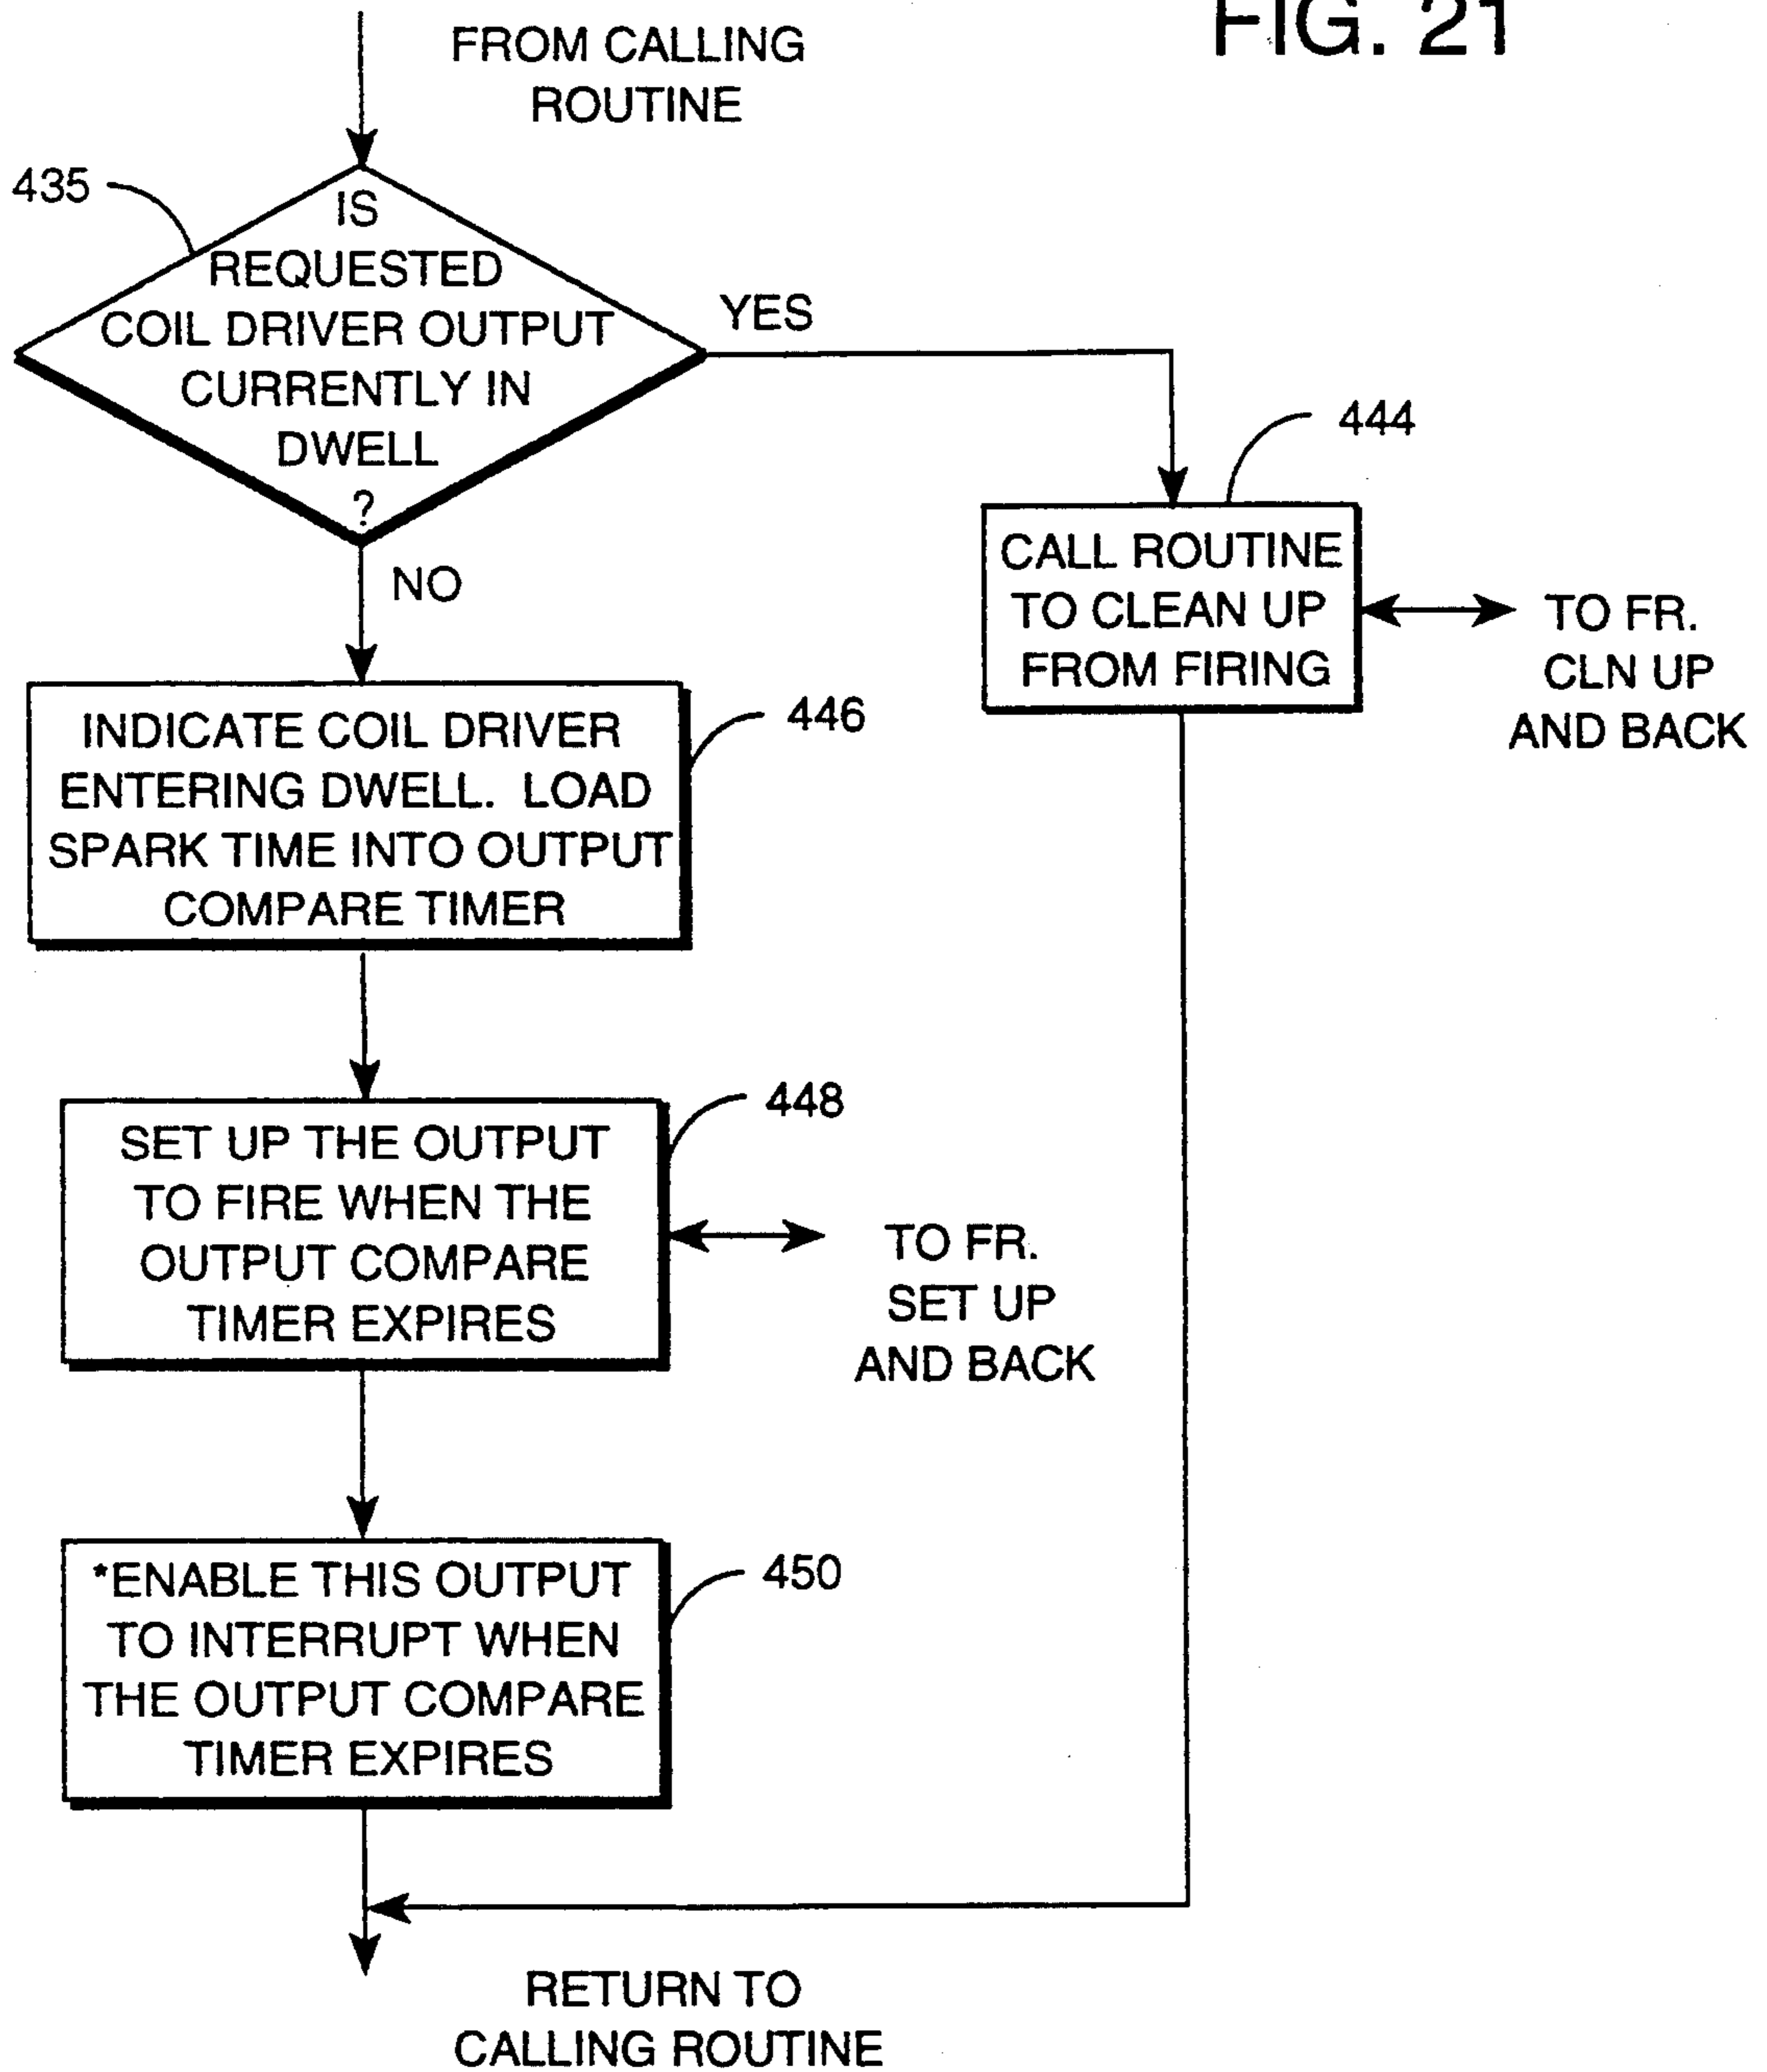 FIG. 21
FROM CALLING
ROUTINE
435
IS
REQUESTED
COIL DRIVER OUTPUT
CURRENTLY IN
DWELL
?
YES
NO
444
CALL ROUTINE
TO CLEAN UP
FROM FIRING
TO FR.
CLN UP
AND BACK
446
INDICATE COIL DRIVER
ENTERING DWELL. LOAD
SPARK TIME INTO OUTPUT
COMPARE TIMER
448
SET UP THE OUTPUT
TO FIRE WHEN THE
OUTPUT COMPARE
TIMER EXPIRES
TO FR.
SET UP
AND BACK
450
*ENABLE THIS OUTPUT
TO INTERRUPT WHEN
THE OUTPUT COMPARE
TIMER EXPIRES
RETURN TO
CALLING ROUTINE